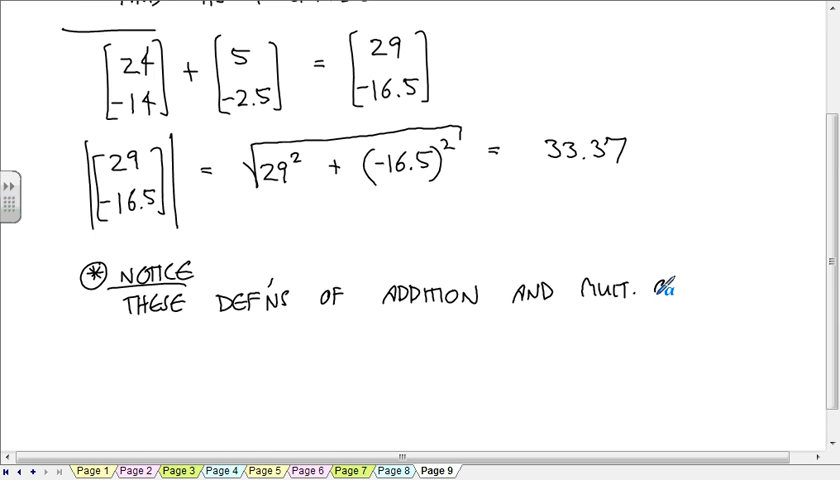 [24 -14] + [5 -2.5] = [29 -16.5]
|[29 -16.5]| = √29² + (-16.5)² = 33.37
* NOTICE
THESE DEF'NS OF ADDITION AND MULT.
Page 1 Page 2 Page 3 Page 4 Page 5 Page 6 Page 7 Page 8 Page 9